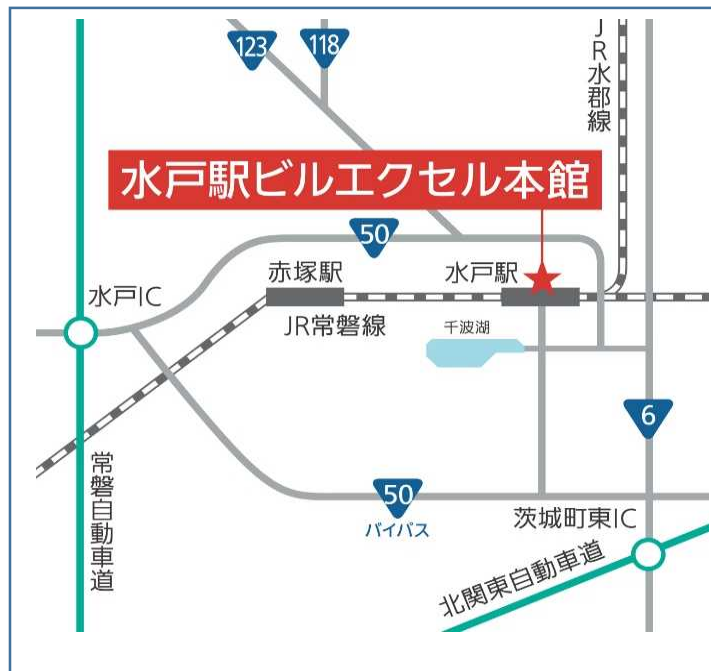 123
118
JR水郡線
水戸駅ビルエクセル本館
50
赤塚駅
水戸駅
水戸IC
JR常磐線
千波湖
6
常磐自動車道
50
バイパス
茨城町東IC
北関東自動車道